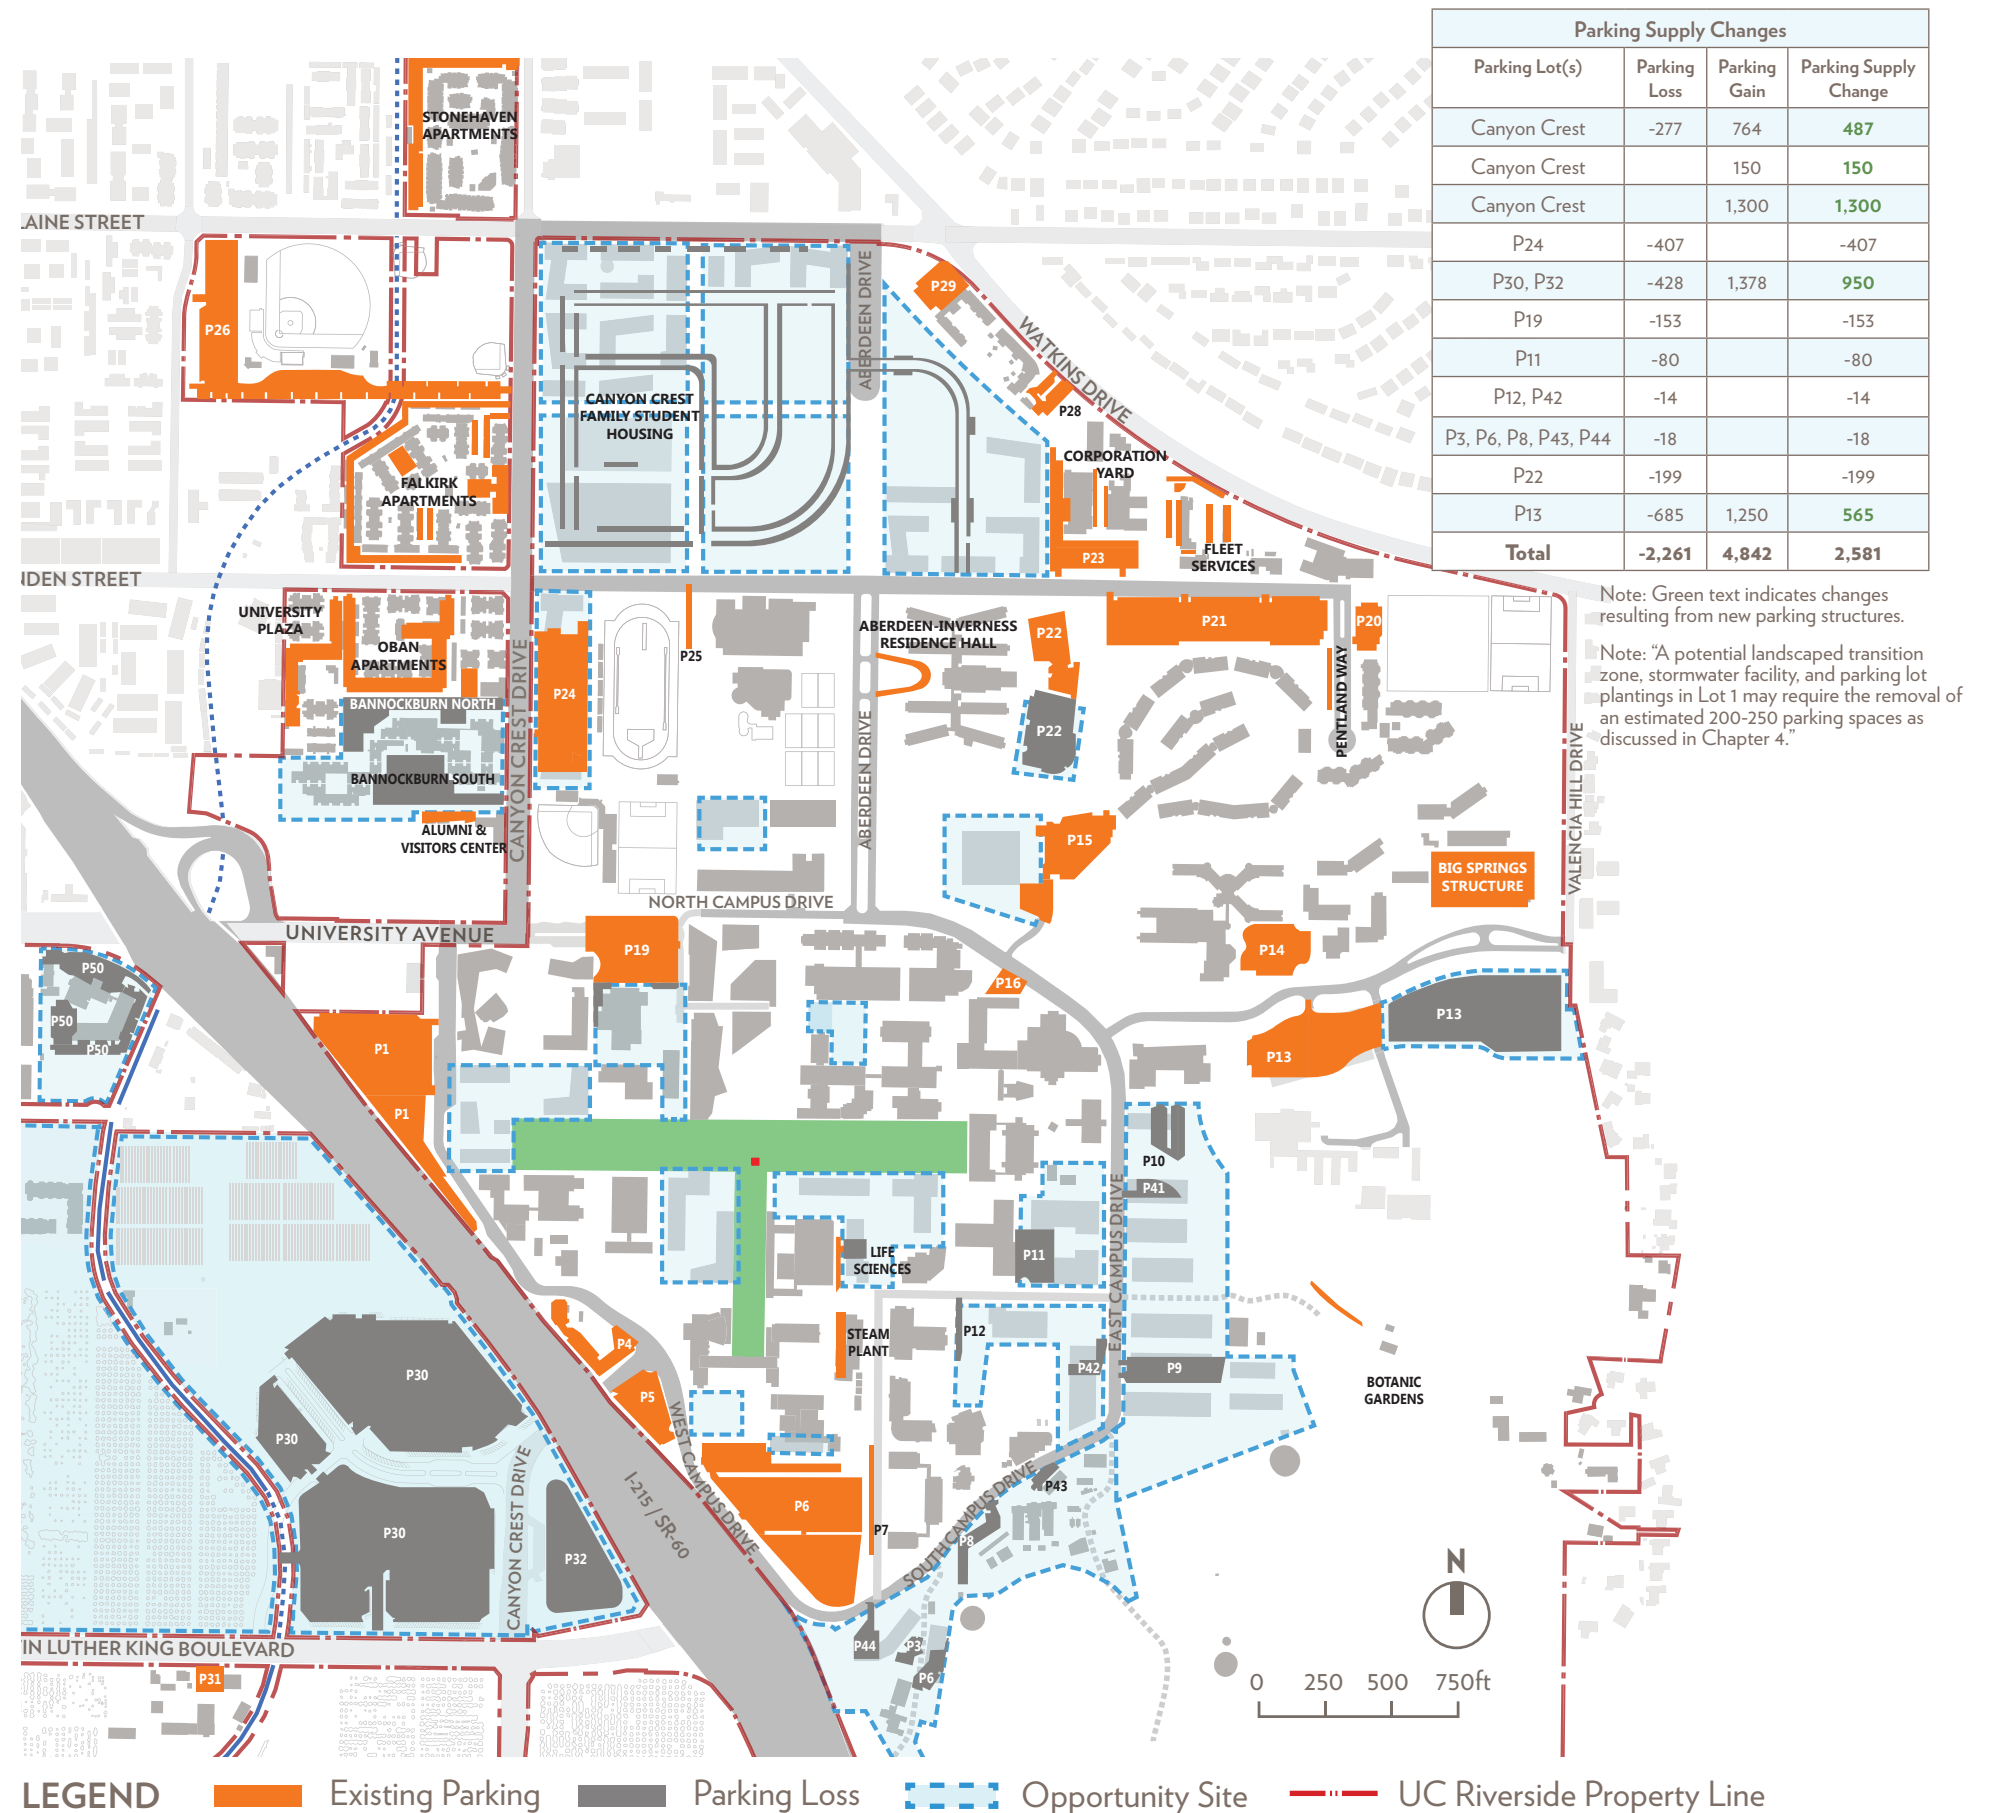 Parking Supply Changes
Parking Lot(s) Parking Loss Parking Gain Parking Supply Change
Canyon Crest -277 764 487
Canyon Crest 150 150
Canyon Crest 1,300 1,300
P24 -407 -407
P30, P32 -428 1,378 950
P19 -153 -153
P11 -80 -80
P12, P42 -14 -14
P3, P6, P8, P43, P44 -18 -18
P22 -199 -199
P13 -685 1,250 565
Total -2,261 4,842 2,581
Note: Green text indicates changes
resulting from new parking structures.
Note: “A potential landscaped transition
zone, stormwater facility, and parking lot
plantings in Lot 1 may require the removal of
an estimated 200-250 parking spaces as
discussed in Chapter 4.”
STONEHAVEN
APARTMENTS
LAINE STREET
P26
P29
ABERDEEN DRIVE
WATKINS DRIVE
CANYON CREST
FAMILY STUDENT
HOUSING
P28
CORPORATION
YARD
FALKIRK
APARTMENTS
P23
FLEET
SERVICES
NDEN STREET
UNIVERSITY
PLAZA
OBAN
APARTMENTS
CANYON CREST DRIVE
P24
P25
ABERDEEN-INVERNESS
RESIDENCE HALL
P22
P21
P20
PENTLAND WAY
BANNOCKBURN NORTH
P22
BANNOCKBURN SOUTH
ABERDEEN DRIVE
VALENCIA HILL DRIVE
ALUMNI &
VISITORS CENTER
P15
BIG SPRINGS
STRUCTURE
NORTH CAMPUS DRIVE
UNIVERSITY AVENUE
P19
P14
P16
P50
P50
P50
P13
P13
P1
P1
P10
P41
EAST CAMPUS DRIVE
P11
LIFE
SCIENCES
P12
STEAM
PLANT
P4
P5
P42
P9
BOTANIC
GARDENS
P30
P30
P30
P32
CANYON CREST DRIVE
I-215 / SR-60
WEST CAMPUS DRIVE
P6
P7
SOUTH CAMPUS DRIVE
P43
P8
P44
P3
P6
TIN LUTHER KING BOULEVARD
P31
N
0 250 500 750ft
LEGEND Existing Parking Parking Loss Opportunity Site UC Riverside Property Line